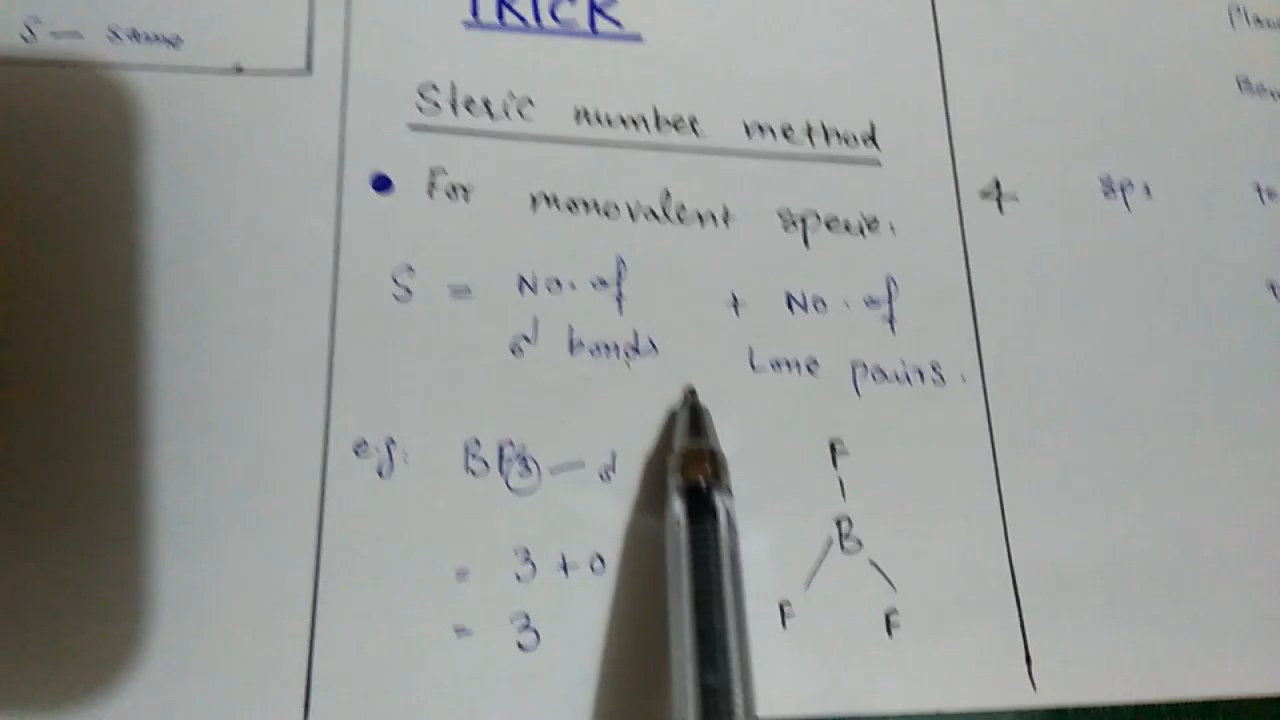 S – same
TRICK
Steric number method
• For monovalent specie.
S = No. of + No. of
σ bonds Lone pairs.
e.g: BF3 — σ
= 3 + 0
= 3
F
B
F F
4 sp